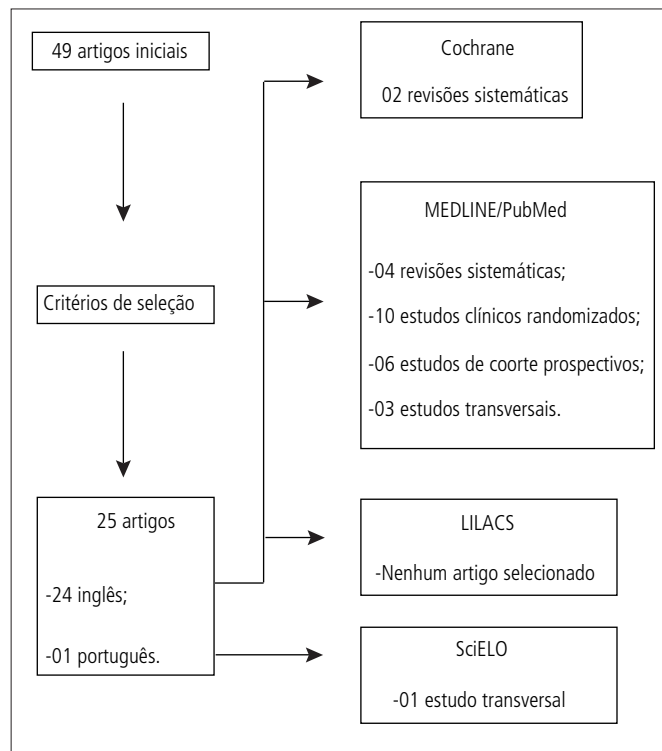 49 artigos iniciais
Critérios de seleção
25 artigos
-24 inglês;
-01 português.
Cochrane
02 revisões sistemáticas
MEDLINE/PubMed
-04 revisões sistemáticas;
-10 estudos clínicos randomizados;
-06 estudos de coorte prospectivos;
-03 estudos transversais.
LILACS
-Nenhum artigo selecionado
SciELO
-01 estudo transversal